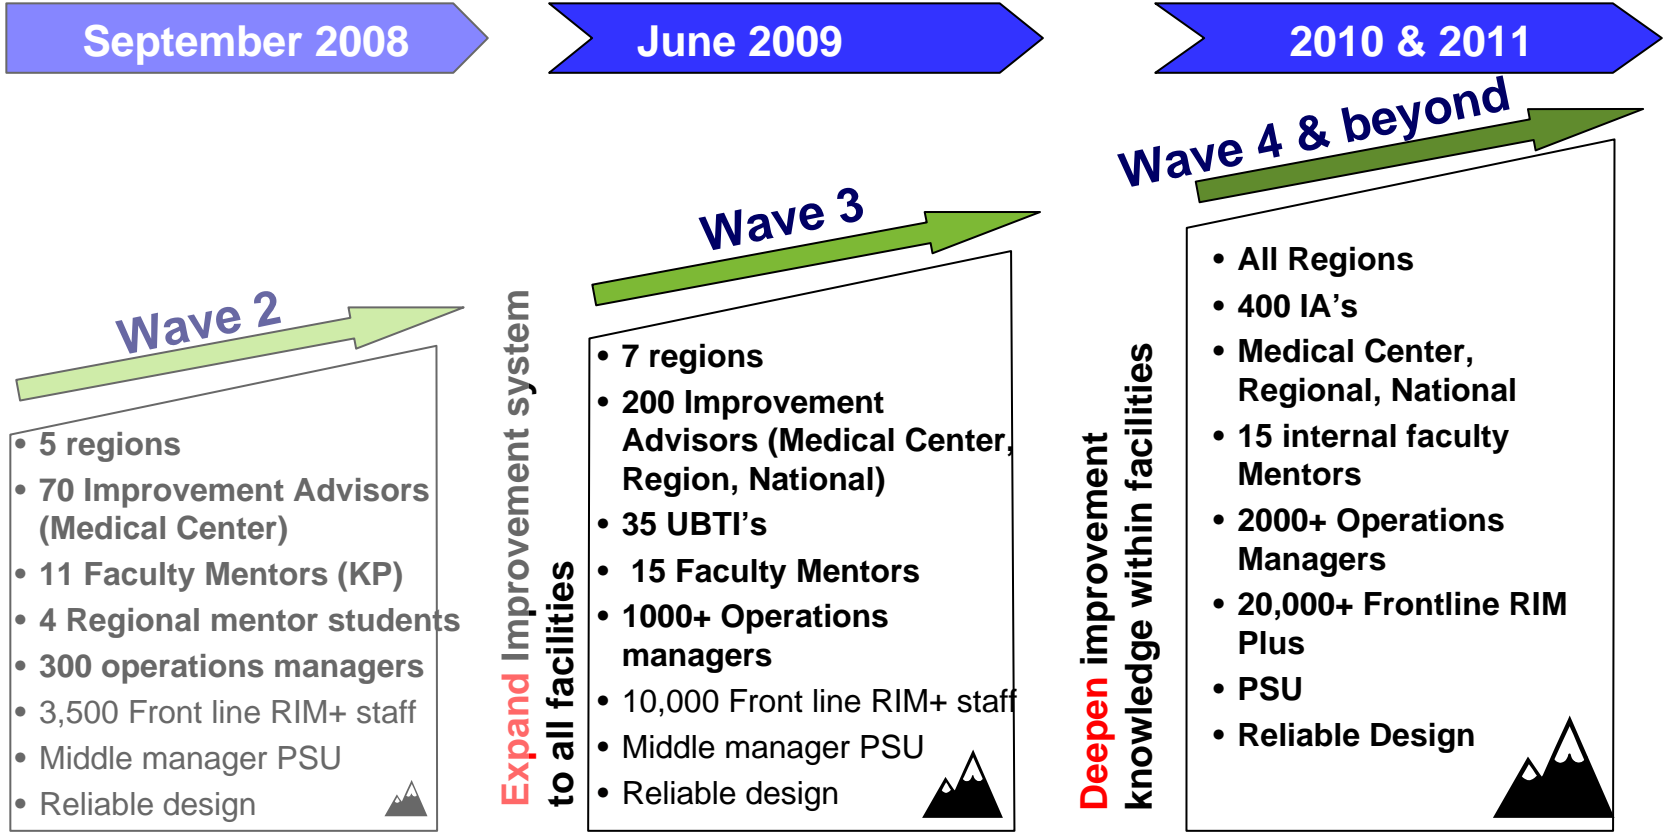 September 2008
June 2009
2010 & 2011
Wave 2
• 5 regions
• 70 Improvement Advisors
(Medical Center)
• 11 Faculty Mentors (KP)
• 4 Regional mentor students
• 300 operations managers
• 3,500 Front line RIM+ staff
• Middle manager PSU
• Reliable design
Expand Improvement system
to all facilities
Wave 3
• 7 regions
• 200 Improvement
Advisors (Medical Center,
Region, National)
• 35 UBTI’s
• 15 Faculty Mentors
• 1000+ Operations
managers
• 10,000 Front line RIM+ staff
• Middle manager PSU
• Reliable design
Deepen improvement
knowledge within facilities
Wave 4 & beyond
• All Regions
• 400 IA’s
• Medical Center,
Regional, National
• 15 internal faculty
Mentors
• 2000+ Operations
Managers
• 20,000+ Frontline RIM
Plus
• PSU
• Reliable Design